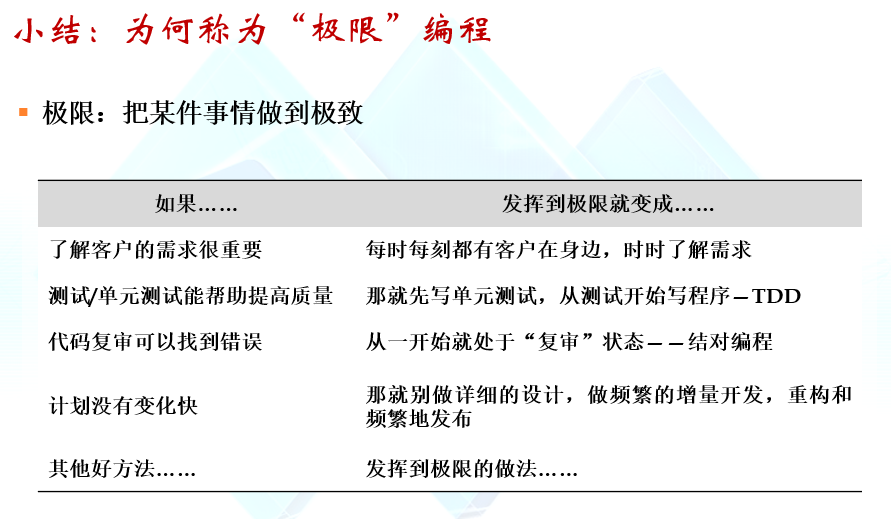 小结：为何称为“极限”编程
极限：把某件事情做到极致
如果…… 发挥到极限就变成……
了解客户的需求很重要 每时每刻都有客户在身边，时时了解需求
测试/单元测试能帮助提高质量 那就先写单元测试，从测试开始写程序－TDD
代码复审可以找到错误 从一开始就处于“复审”状态－－结对编程
计划没有变化快 那就别做详细的设计，做频繁的增量开发，重构和
频繁地发布
其他好方法…… 发挥到极限的做法……